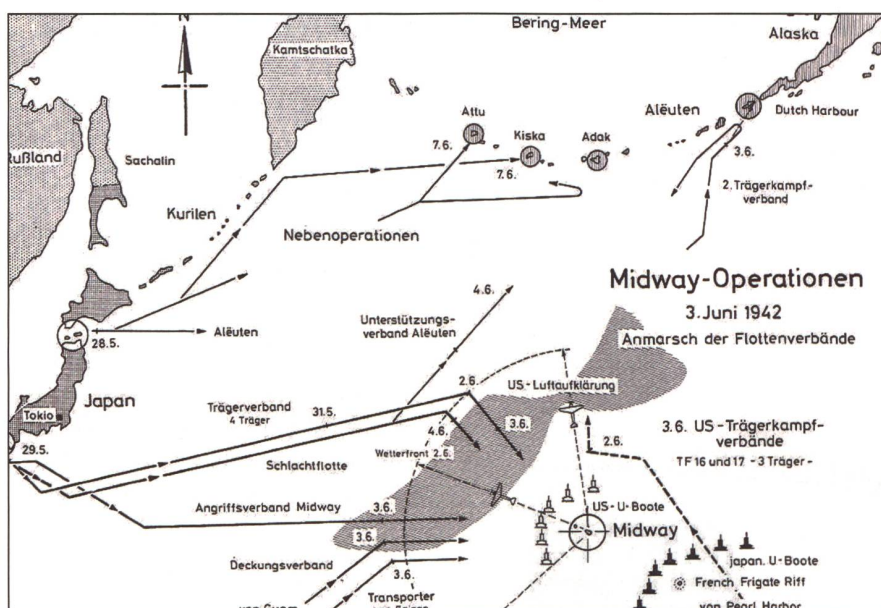 N
Bering-Meer
Alaska
Kamtschatka
Attu
Alëuten
Dutch Harbour
7.6.
Kiska
Adak
3.6.
Rußland
Sachalin
7.6.
2. Trägerkampf-
verband
Kurilen
Nebenoperationen
Midway-Operationen
3. Juni 1942
Anmarsch der Flottenverbände
4.6.
Unterstützungs-
verband Alëuten
Alëuten
28.5.
US-Luftaufklärung
2.6.
Japan
Tokio
Trägerverband
4 Träger
31.5.
3.6.
4.6.
2.6.
3.6. US-Trägerkampf-
verbände
TF 16 und 17 - 3 Träger -
29.5.
Schlachtflotte
Wetterfront 2.6.
Angriffsverband Midway
3.6.
US-U-Boote
Midway
3.6.
Deckungsverband
japan. U-Boote
3.6.
French Frigate Riff
Transporter
von Guam
von Pearl Harbor